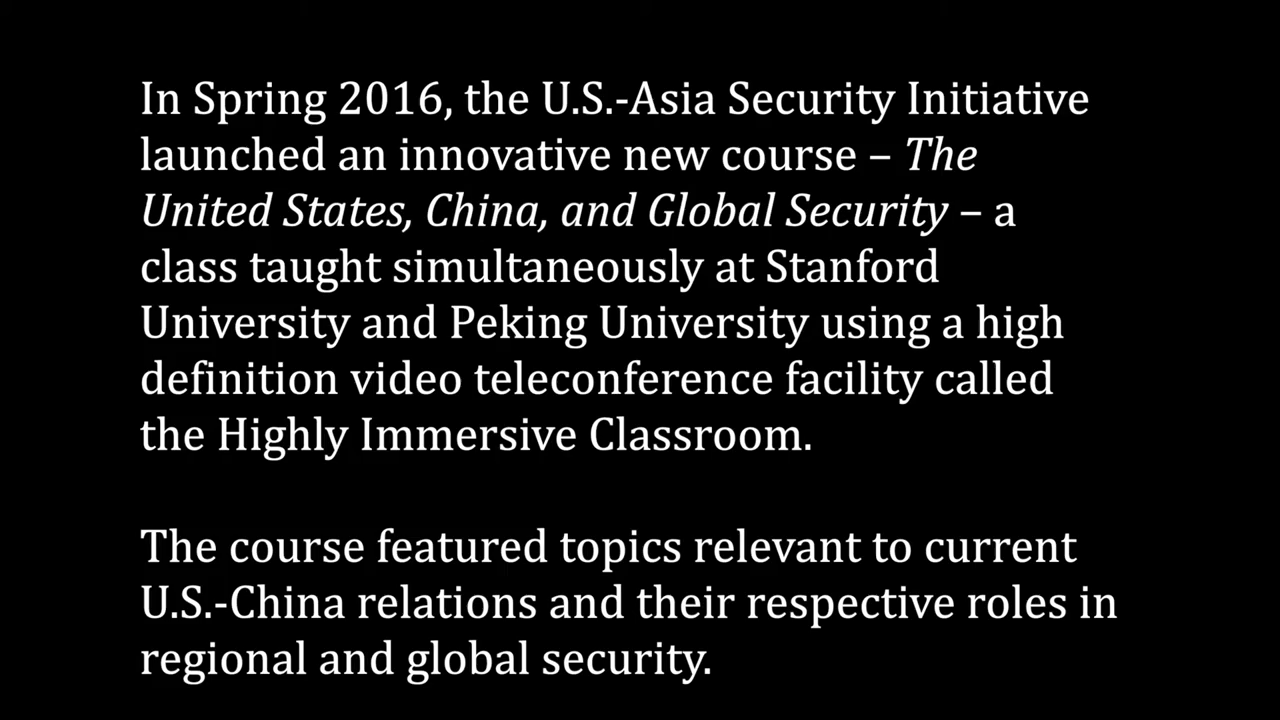 In Spring 2016, the U.S.-Asia Security Initiative
launched an innovative new course – The
United States, China, and Global Security – a
class taught simultaneously at Stanford
University and Peking University using a high
definition video teleconference facility called
the Highly Immersive Classroom.
The course featured topics relevant to current
U.S.-China relations and their respective roles in
regional and global security.